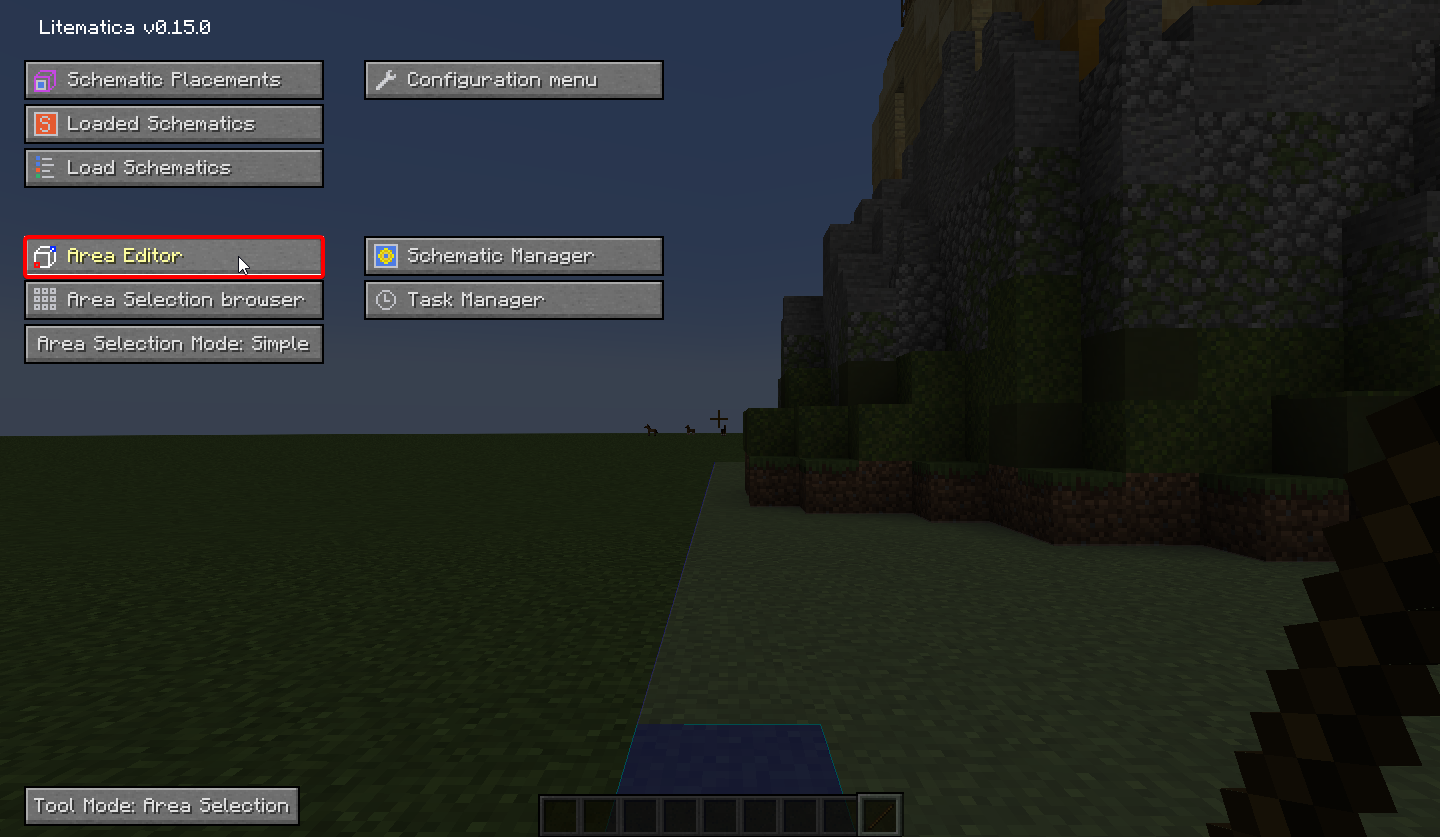 Litematica v0.15.0
Schematic Placements
Configuration menu
S
Loaded Schematics
Load Schematics
Area Editor
Schematic Manager
Area Selection browser
Task Manager
Area Selection Mode: Simple
Tool Mode: Area Selection